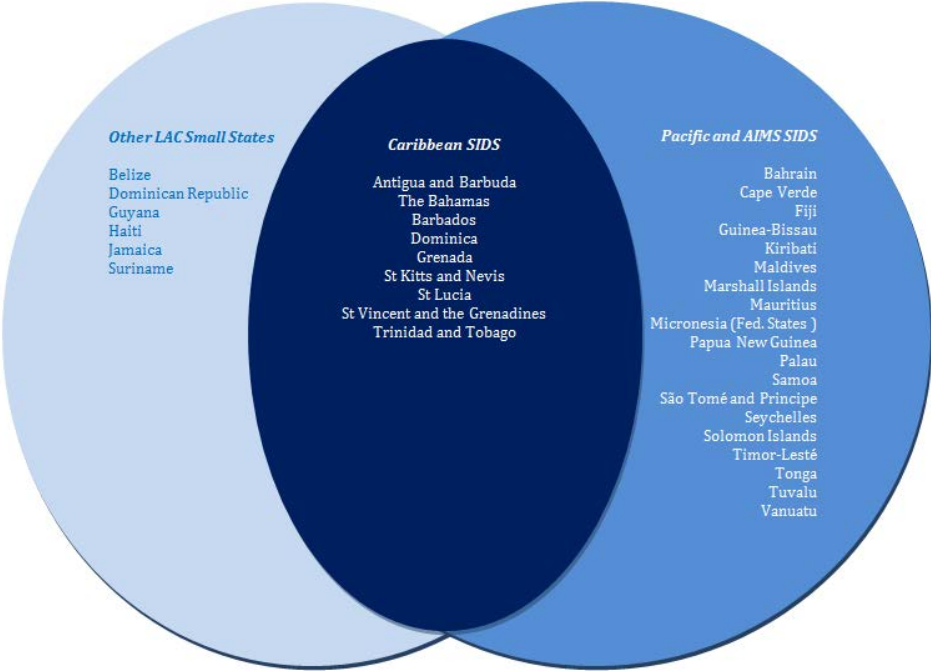 Other LAC Small States
Belize
Dominican Republic
Guyana
Haiti
Jamaica
Suriname
Caribbean SIDS
Antigua and Barbuda
The Bahamas
Barbados
Dominica
Grenada
St Kitts and Nevis
St Lucia
St Vincent and the Grenadines
Trinidad and Tobago
Pacific and AIMS SIDS
Bahrain
Cape Verde
Fiji
Guinea-Bissau
Kiribati
Maldives
Marshall Islands
Mauritius
Micronesia (Fed. States )
Papua New Guinea
Palau
Samoa
São Tomé and Principe
Seychelles
Solomon Islands
Timor-Lesté
Tonga
Tuvalu
Vanuatu